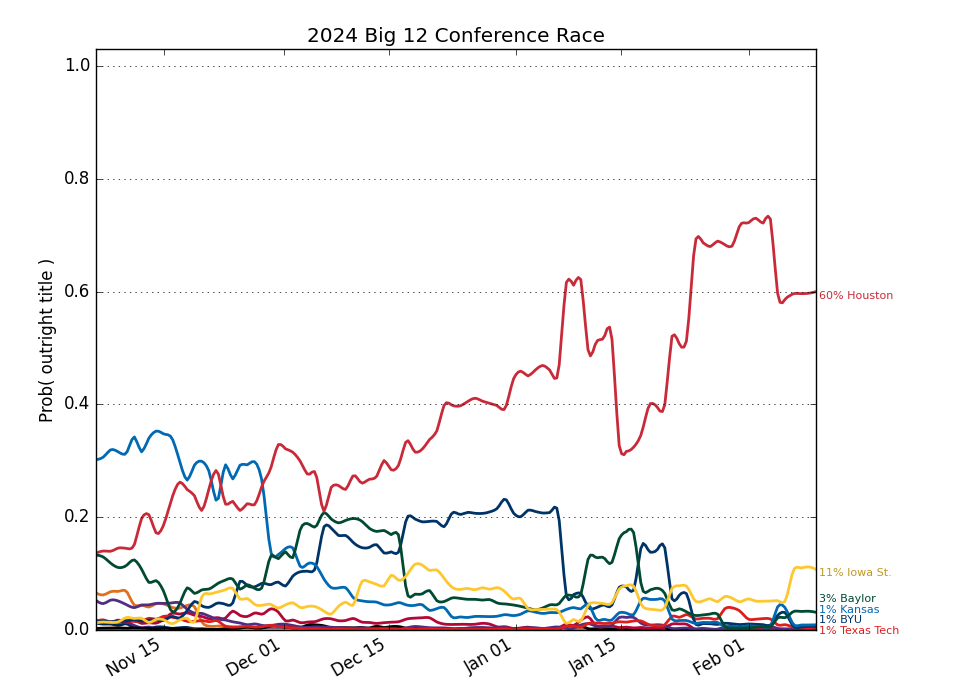 2024 Big 12 Conference Race
Prob( outright title )
1.0
0.8
0.6
0.4
0.2
0.0
60% Houston
11% Iowa St.
3% Baylor
1% Kansas
1% BYU
1% Texas Tech
Nov 15
Dec 01
Dec 15
Jan 01
Jan 15
Feb 01